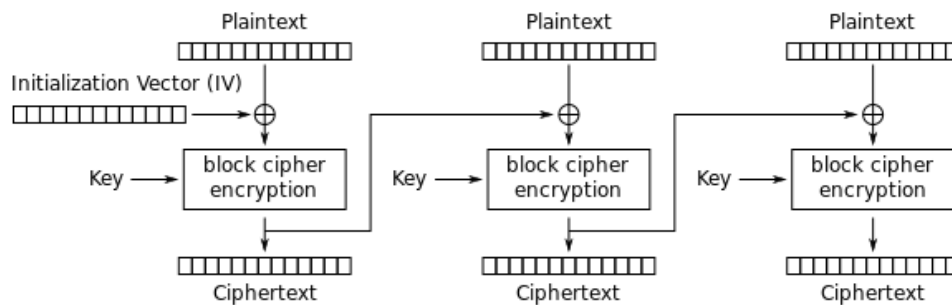 Plaintext
Plaintext
Plaintext
Initialization Vector (IV)
Key
block cipher
encryption
Key
block cipher
encryption
Key
block cipher
encryption
Ciphertext
Ciphertext
Ciphertext